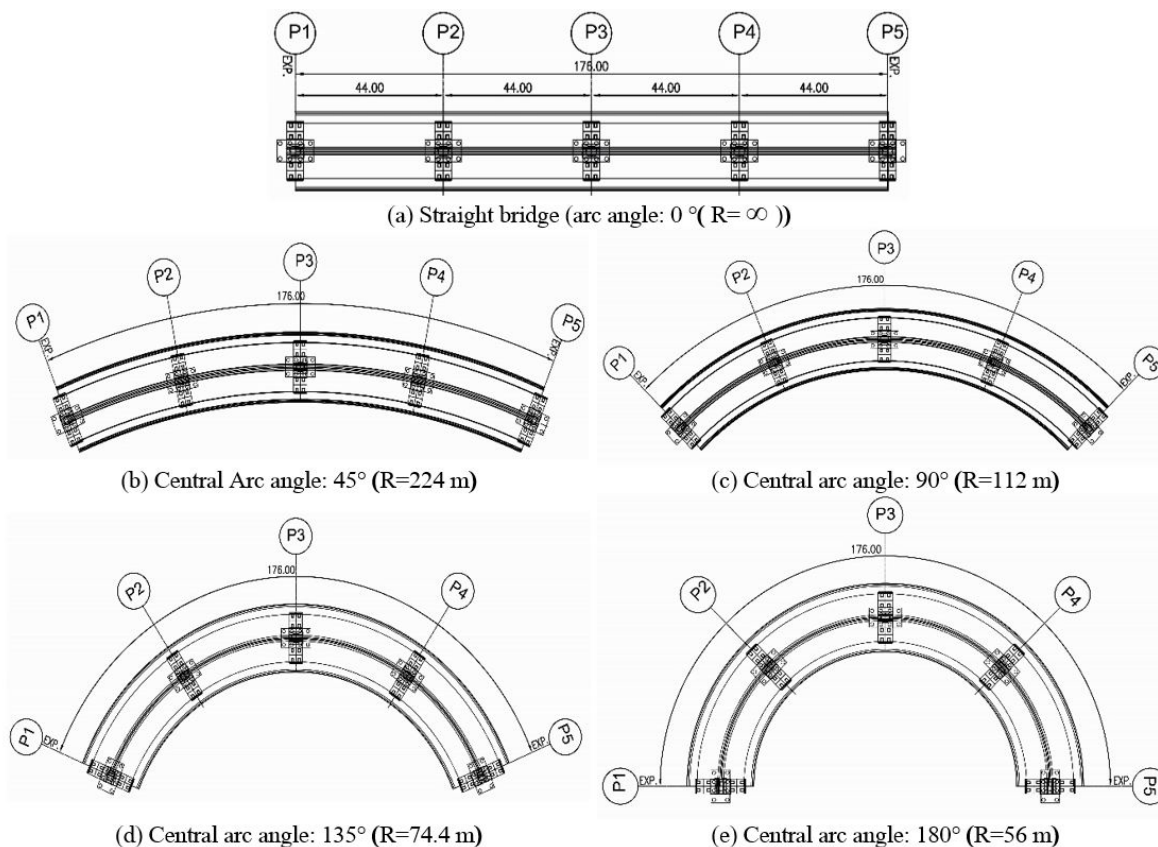 P1 P2 P3 P4 P5
EXP. 176.00 EXP.
44.00 44.00 44.00 44.00
(a) Straight bridge (arc angle: 0 °( R= ∞ ))
P1 P2 P3 P4 P5
176.00
EXP. EXP.
(b) Central Arc angle: 45° (R=224 m)
P1 P2 P3 P4 P5
176.00
EXP. EXP.
(c) Central arc angle: 90° (R=112 m)
P1 P2 P3 P4 P5
176.00
EXP. EXP.
(d) Central arc angle: 135° (R=74.4 m)
P1 P2 P3 P4 P5
176.00
EXP. EXP.
(e) Central arc angle: 180° (R=56 m)